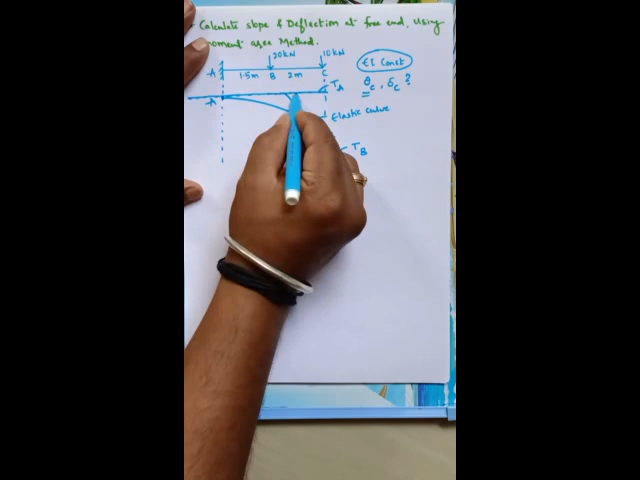 Calculate slope & Deflection at free end, Using
moment area Method.
20kN 10kN
EI Const
A 1.5m B 2m C
θc, δc ?
TA
A
Elastic curve
TB